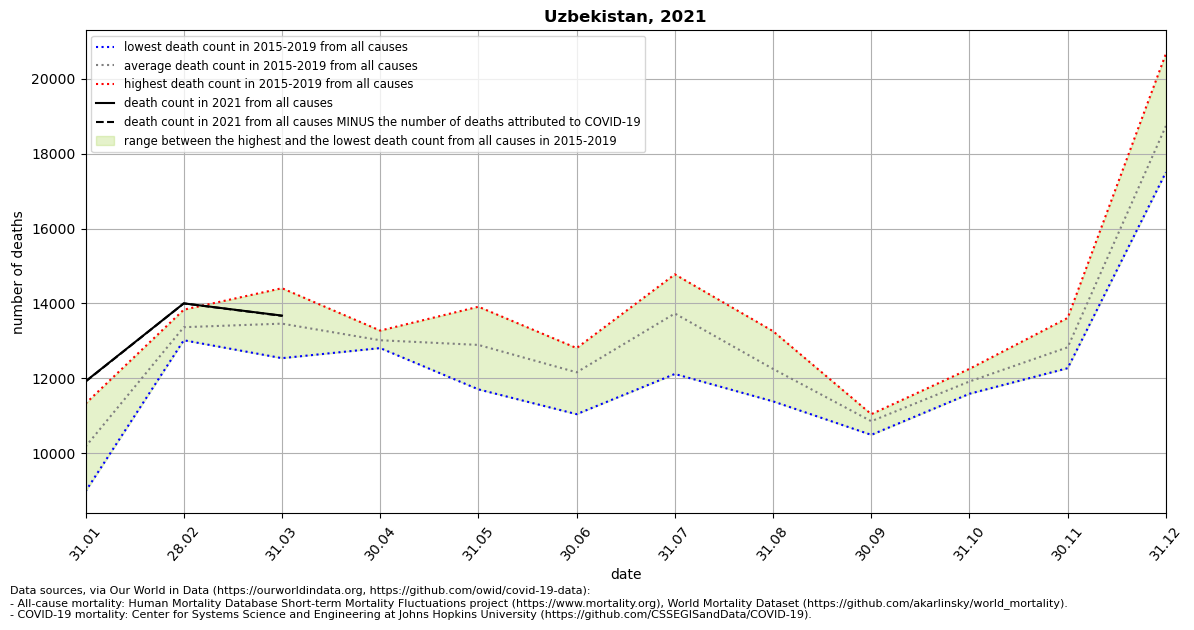 Uzbekistan, 2021
lowest death count in 2015-2019 from all causes
average death count in 2015-2019 from all causes
highest death count in 2015-2019 from all causes
death count in 2021 from all causes
death count in 2021 from all causes MINUS the number of deaths attributed to COVID-19
range between the highest and the lowest death count from all causes in 2015-2019
number of deaths
20000
18000
16000
14000
12000
10000
31.01
28.02
31.03
30.04
31.05
30.06
31.07
31.08
30.09
31.10
30.11
31.12
date
Data sources, via Our World in Data (https://ourworldindata.org, https://github.com/owid/covid-19-data):
- All-cause mortality: Human Mortality Database Short-term Mortality Fluctuations project (https://www.mortality.org), World Mortality Dataset (https://github.com/akarlinsky/world_mortality).
- COVID-19 mortality: Center for Systems Science and Engineering at Johns Hopkins University (https://github.com/CSSEGISandData/COVID-19).